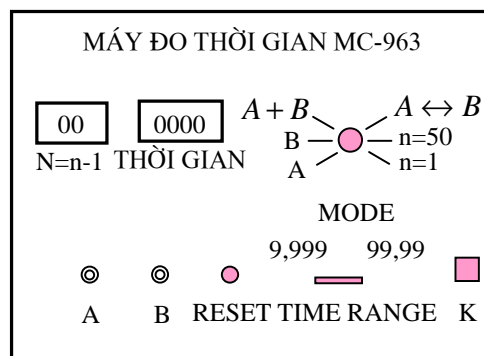 MÁY ĐO THỜI GIAN MC-963
00 0000 A + B A ↔ B
B n=50
N=n-1 THỜI GIAN A n=1
MODE
9,999 99,99
A B RESET TIME RANGE K